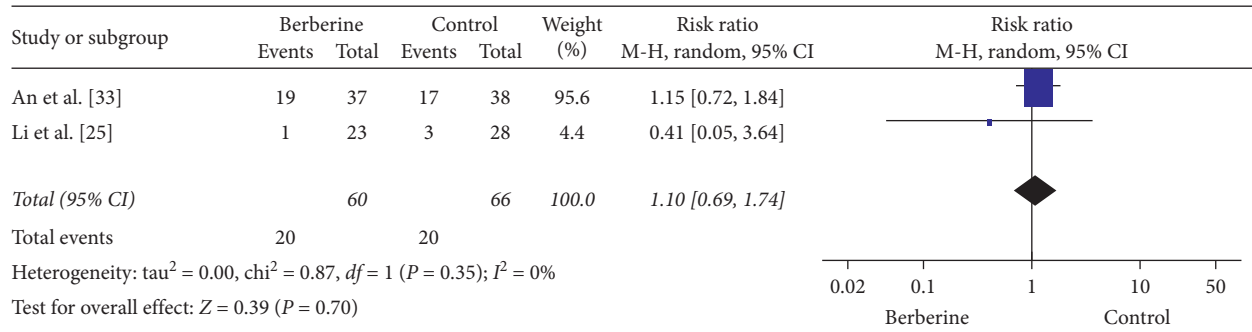 Study or subgroup Berberine Control Weight Risk ratio Risk ratio
Events Total Events Total (%) M-H, random, 95% CI M-H, random, 95% CI
An et al. [33] 19 37 17 38 95.6 1.15 [0.72, 1.84]
Li et al. [25] 1 23 3 28 4.4 0.41 [0.05, 3.64]
Total (95% CI) 60 66 100.0 1.10 [0.69, 1.74]
Total events 20 20
Heterogeneity: tau² = 0.00, chi² = 0.87, df = 1 (P = 0.35); I² = 0%
Test for overall effect: Z = 0.39 (P = 0.70)
0.02 0.1 1 10 50
Berberine Control